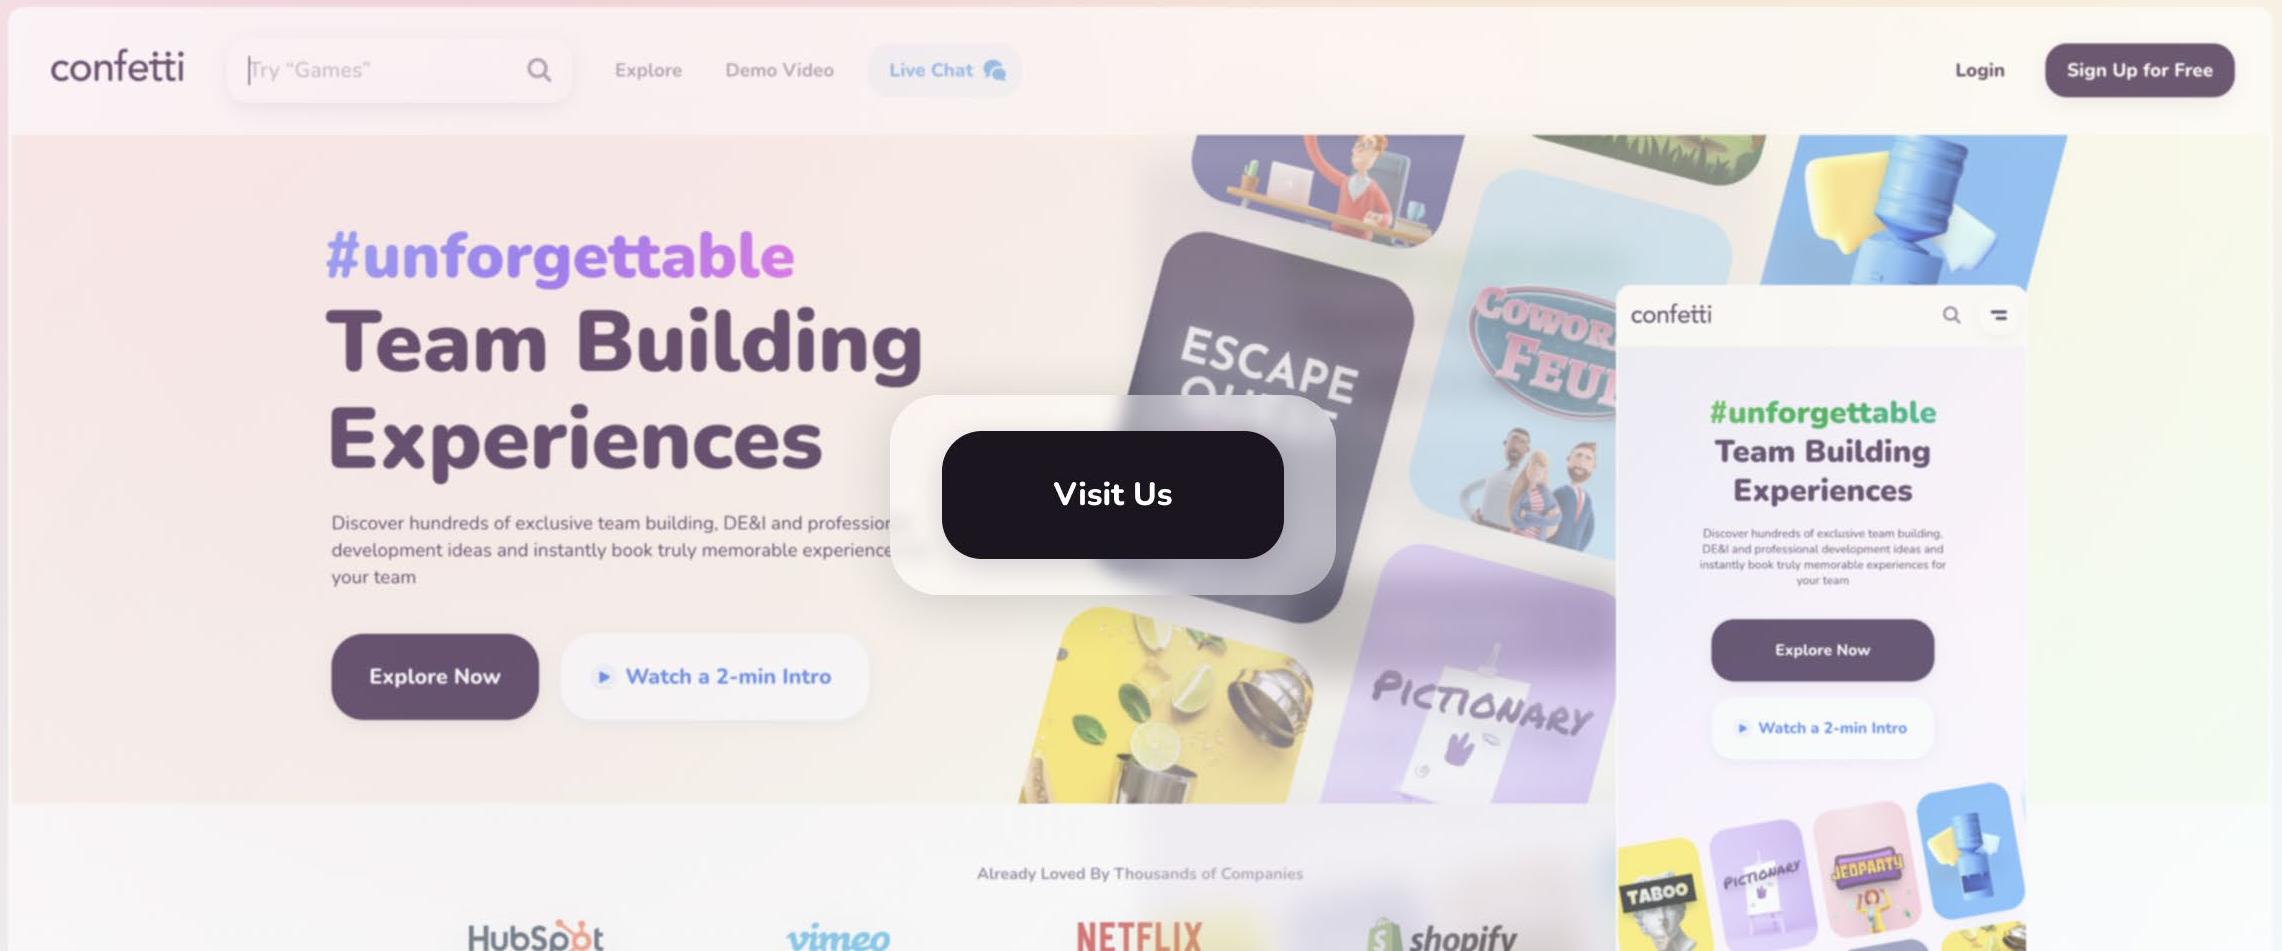 confetti
Try “Games”
Explore
Demo Video
Live Chat
Login
Sign Up for Free
#unforgettable
Team Building
Experiences
Discover hundreds of exclusive team building, DE&I and
development ideas and instantly book truly memorable
your team
Explore Now
Watch a 2-min Intro
ESCAPE
COWOR
FEU
PICTIONARY
Visit Us
confetti
#unforgettable
Team Building
Experiences
Discover hundreds of exclusive team building,
DE&I and professional development ideas and
instantly book truly memorable experiences for
your team
Explore Now
Watch a 2-min Intro
TABOO
PICTIONARY
JEOPARTY
Already Loved By Thousands of Companies
HubSpot
vimeo
NETFLIX
shopify